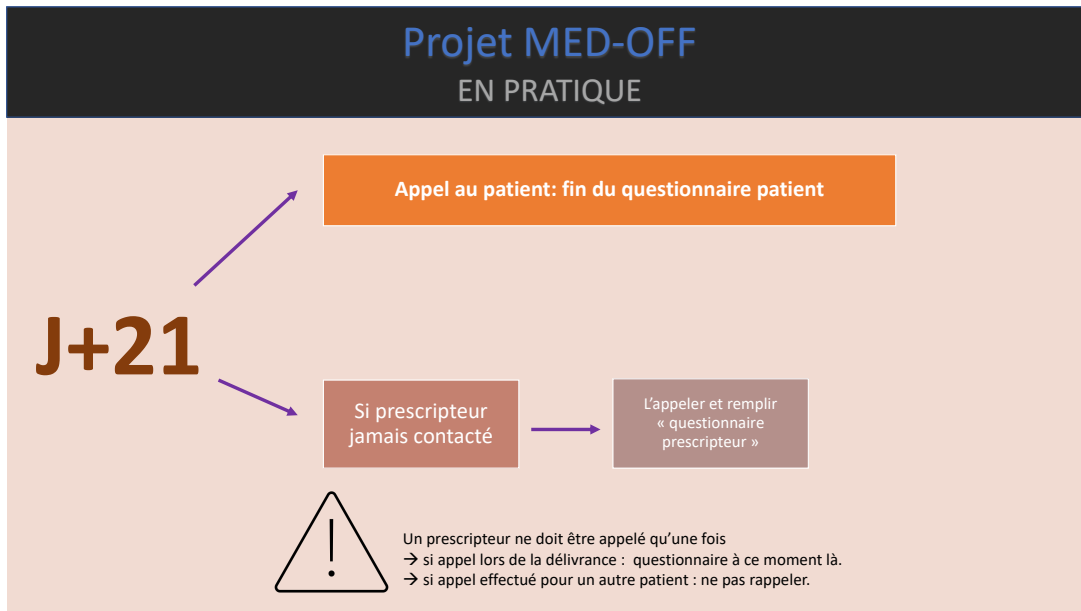 Projet MED-OFF
EN PRATIQUE
Appel au patient: fin du questionnaire patient
J+21
Si prescripteur
jamais contacté
L’appeler et remplir
« questionnaire
prescripteur »
!
Un prescripteur ne doit être appelé qu’une fois
→ si appel lors de la délivrance : questionnaire à ce moment là.
→ si appel effectué pour un autre patient : ne pas rappeler.